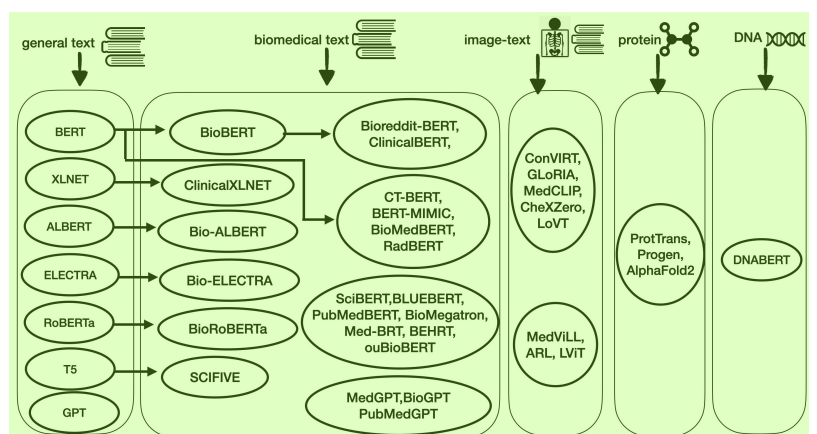 general text
biomedical text
image-text
protein
DNA
BERT
XLNET
ALBERT
ELECTRA
RoBERTa
T5
GPT
BioBERT
ClinicalXLNET
Bio-ALBERT
Bio-ELECTRA
BioRoBERTa
SCIFIVE
Bioreddit-BERT,
ClinicalBERT,
CT-BERT,
BERT-MIMIC,
BioMedBERT,
RadBERT
SciBERT,BLUEBERT,
PubMedBERT, BioMegatron,
Med-BRT, BEHRT,
ouBioBERT
MedGPT,BioGPT
PubMedGPT
ConVIRT,
GLoRIA,
MedCLIP,
CheXZero,
LoVT
MedViLL,
ARL, LViT
ProtTrans,
Progen,
AlphaFold2
DNABERT